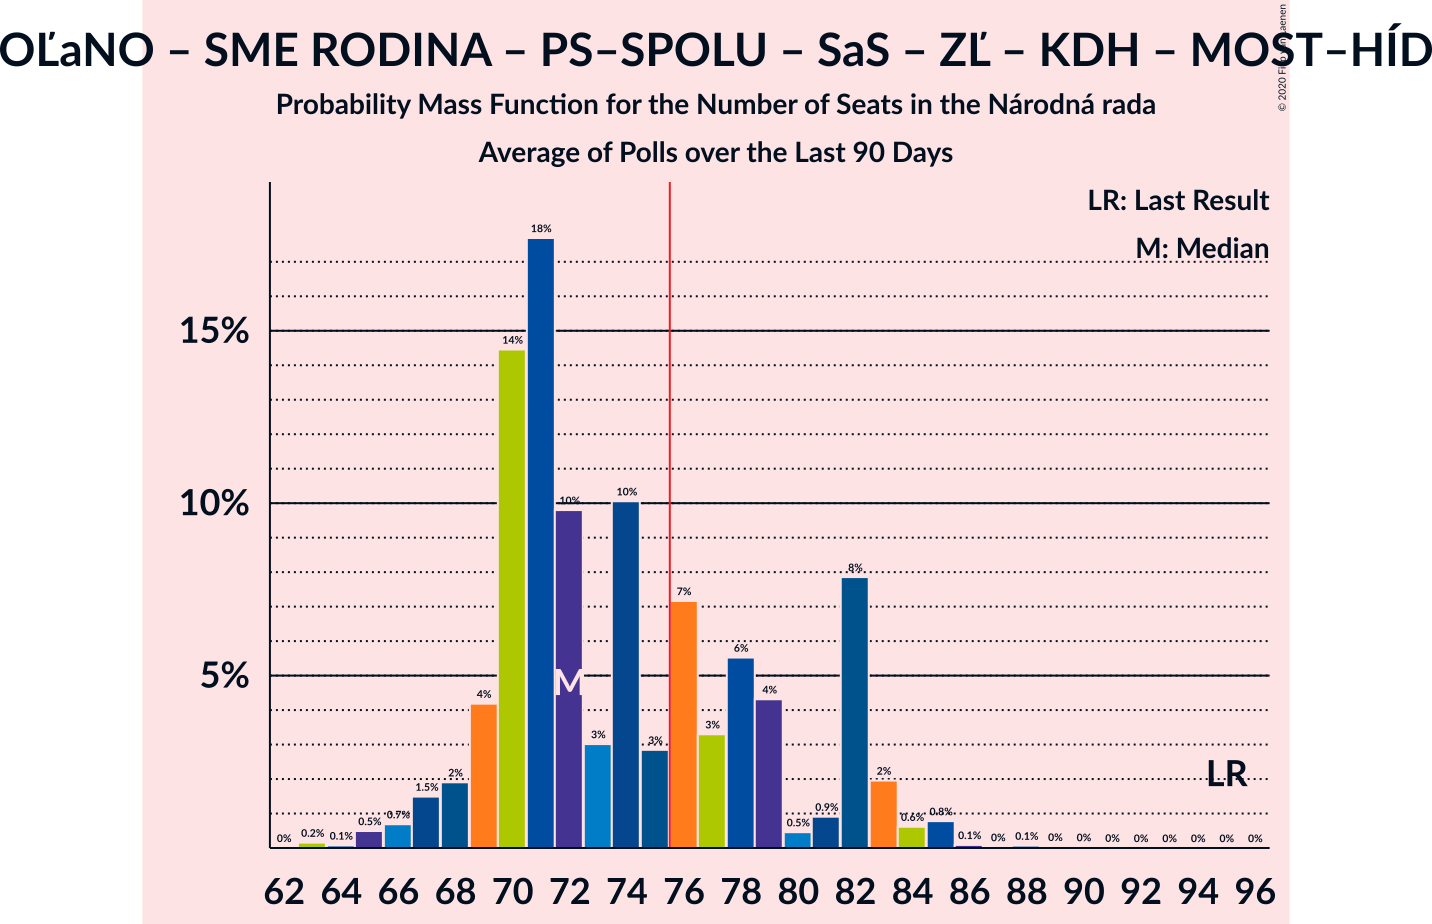 OĽaNO – SME RODINA – PS–SPOLU – SaS – ZĽ – KDH – MOST–HÍD
Probability Mass Function for the Number of Seats in the Národná rada
Average of Polls over the Last 90 Days
LR: Last Result
M: Median
15%
10%
5%
0% 0.2% 0.1% 0.5% 0.7% 1.5% 2% 4% 14% 18% 10% 3% 10% 3% 7% 3% 6% 4% 0.5% 0.9% 8% 2% 0.6% 0.8% 0.1% 0% 0.1% 0% 0% 0% 0% 0% 0% 0% 0%
M
LR
62 64 66 68 70 72 74 76 78 80 82 84 86 88 90 92 94 96
© 2020 Filip